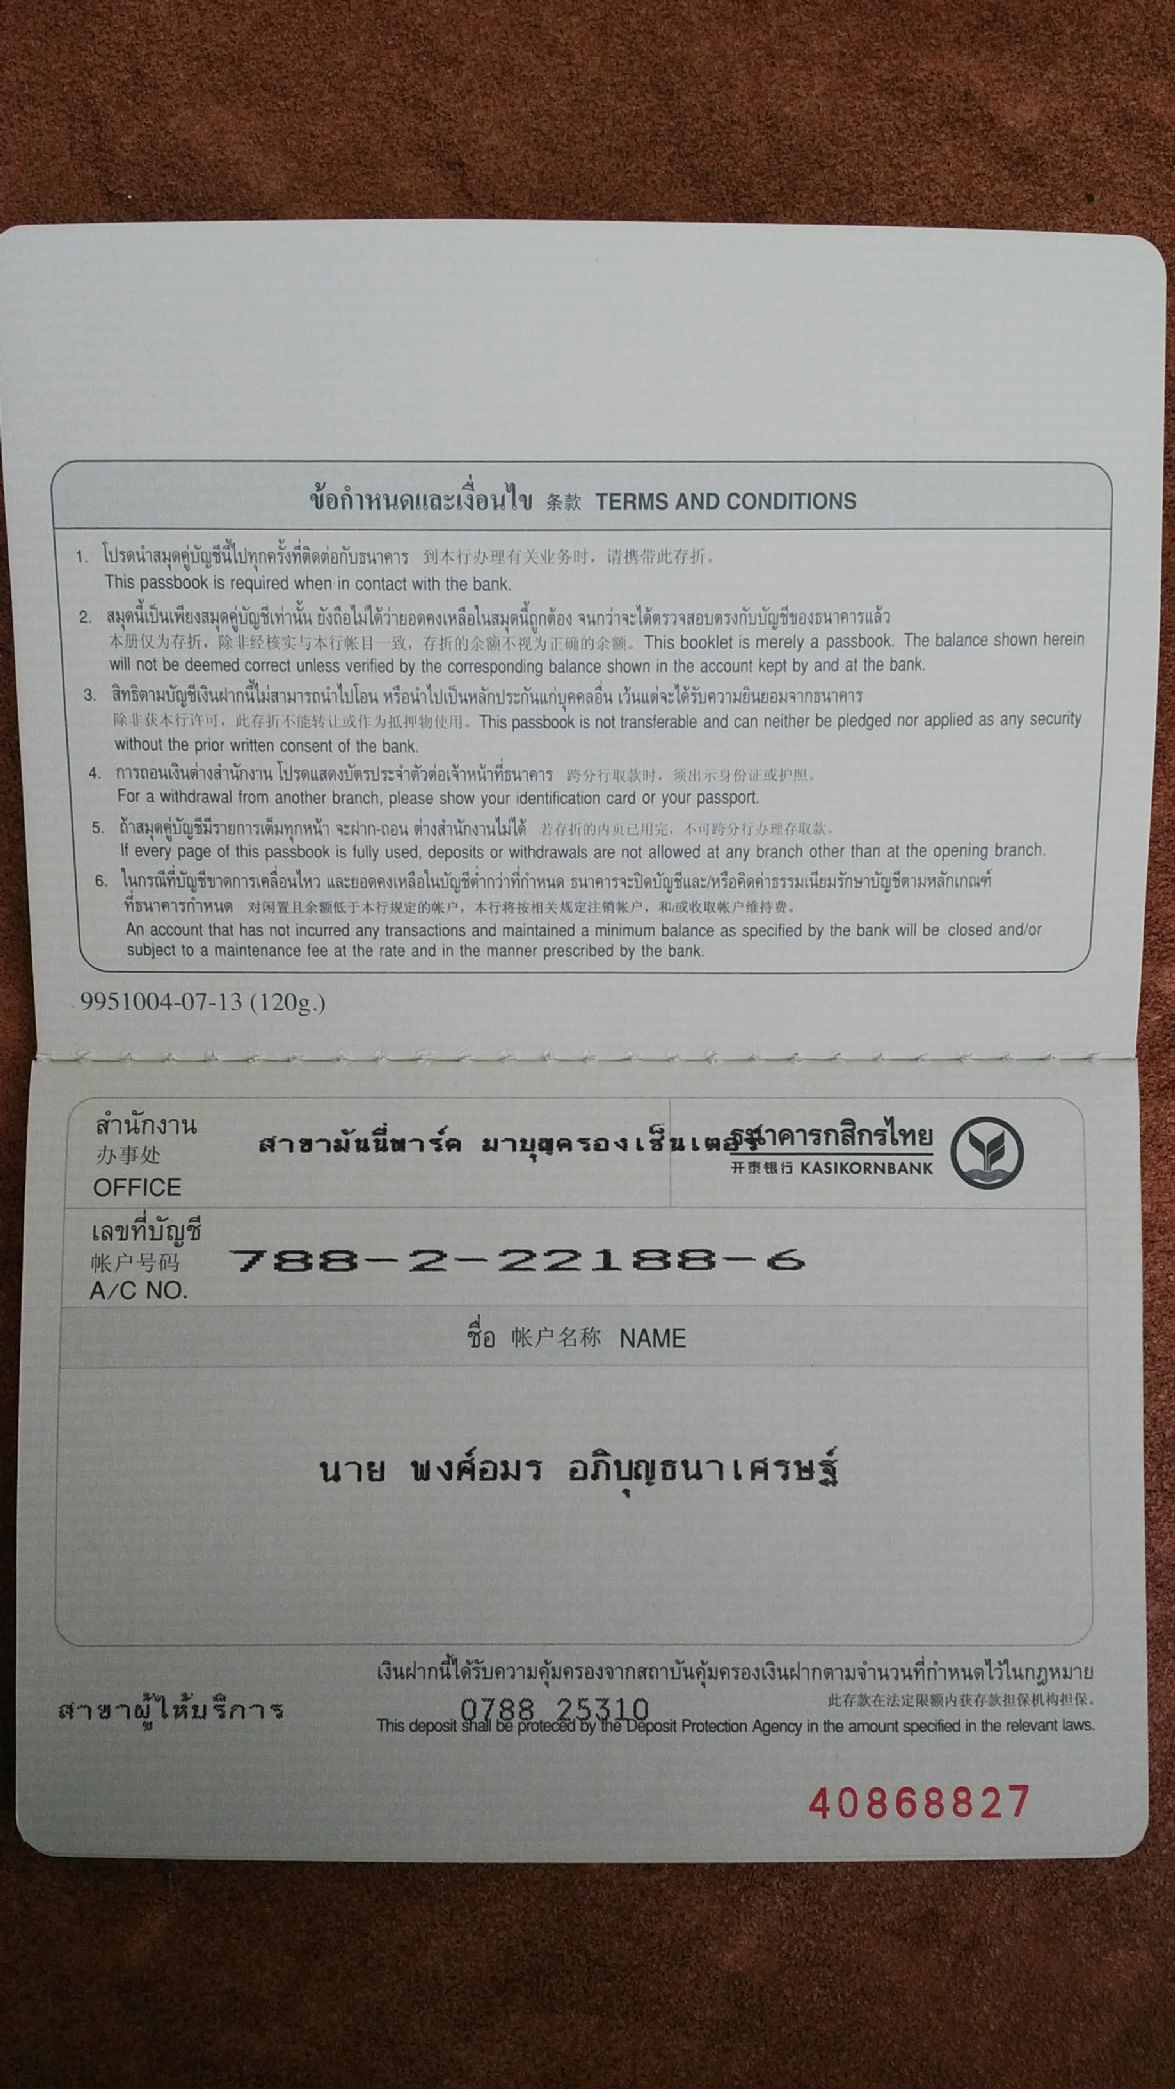 ข้อกำหนดและเงื่อนไข 条款 TERMS AND CONDITIONS
1. โปรดนำสมุดคู่บัญชีนี้ไปทุกครั้งที่ติดต่อกับธนาคาร 到本行办理有关业务时，请携带此存折。
This passbook is required when in contact with the bank.
2. สมุดนี้เป็นเพียงสมุดคู่บัญชีเท่านั้น ยังถือไม่ได้ว่ายอดคงเหลือในสมุดนี้ถูกต้อง จนกว่าจะได้ตรวจสอบตรงกับบัญชีของธนาคารแล้ว
本册仅为存折，除非经核实与本行帐目一致，存折的余额不视为正确的余额。This booklet is merely a passbook. The balance shown herein
will not be deemed correct unless verified by the corresponding balance shown in the account kept by and at the bank.
3. สิทธิตามบัญชีเงินฝากนี้ไม่สามารถนำไปโอน หรือนำไปเป็นหลักประกันแก่บุคคลอื่น เว้นแต่จะได้รับความยินยอมจากธนาคาร
除非获本行许可，此存折不能转让或作为抵押物使用。This passbook is not transferable and can neither be pledged nor applied as any security
without the prior written consent of the bank.
4. การถอนเงินต่างสำนักงาน โปรดแสดงบัตรประจำตัวต่อเจ้าหน้าที่ธนาคาร 跨分行取款时，须出示身份证或护照。
For a withdrawal from another branch, please show your identification card or your passport.
5. ถ้าสมุดคู่บัญชีมีรายการเต็มทุกหน้า จะฝาก-ถอน ต่างสำนักงานไม่ได้ 若存折的内页已用完，不可跨分行办理存取款。
If every page of this passbook is fully used, deposits or withdrawals are not allowed at any branch other than at the opening branch.
6. ในกรณีที่บัญชีขาดการเคลื่อนไหว และยอดคงเหลือในบัญชีต่ำกว่าที่กำหนด ธนาคารจะปิดบัญชีและ/หรือคิดค่าธรรมเนียมรักษาบัญชีตามหลักเกณฑ์
ที่ธนาคารกำหนด 对闲置且余额低于本行规定的帐户，本行将按相关规定注销帐户，和/或收取帐户维持费。
An account that has not incurred any transactions and maintained a minimum balance as specified by the bank will be closed and/or
subject to a maintenance fee at the rate and in the manner prescribed by the bank.
9951004-07-13 (120g.)
สำนักงาน
办事处
OFFICE
สาขามันนี่พาร์ค มาบุญครองเซ็นเตอร์
ธนาคารกสิกรไทย
开泰银行 KASIKORNBANK
เลขที่บัญชี
帐户号码
A/C NO.
788-2-22188-6
ชื่อ 帐户名称 NAME
นาย พงศ์อมร อภิบุญธนาเศรษฐ์
เงินฝากนี้ได้รับความคุ้มครองจากสถาบันคุ้มครองเงินฝากตามจำนวนที่กำหนดไว้ในกฎหมาย
此存款在法定限额内获存款担保机构担保。
สาขาผู้ให้บริการ 0788 25310
This deposit shall be proteced by the Deposit Protection Agency in the amount specified in the relevant laws.
40868827